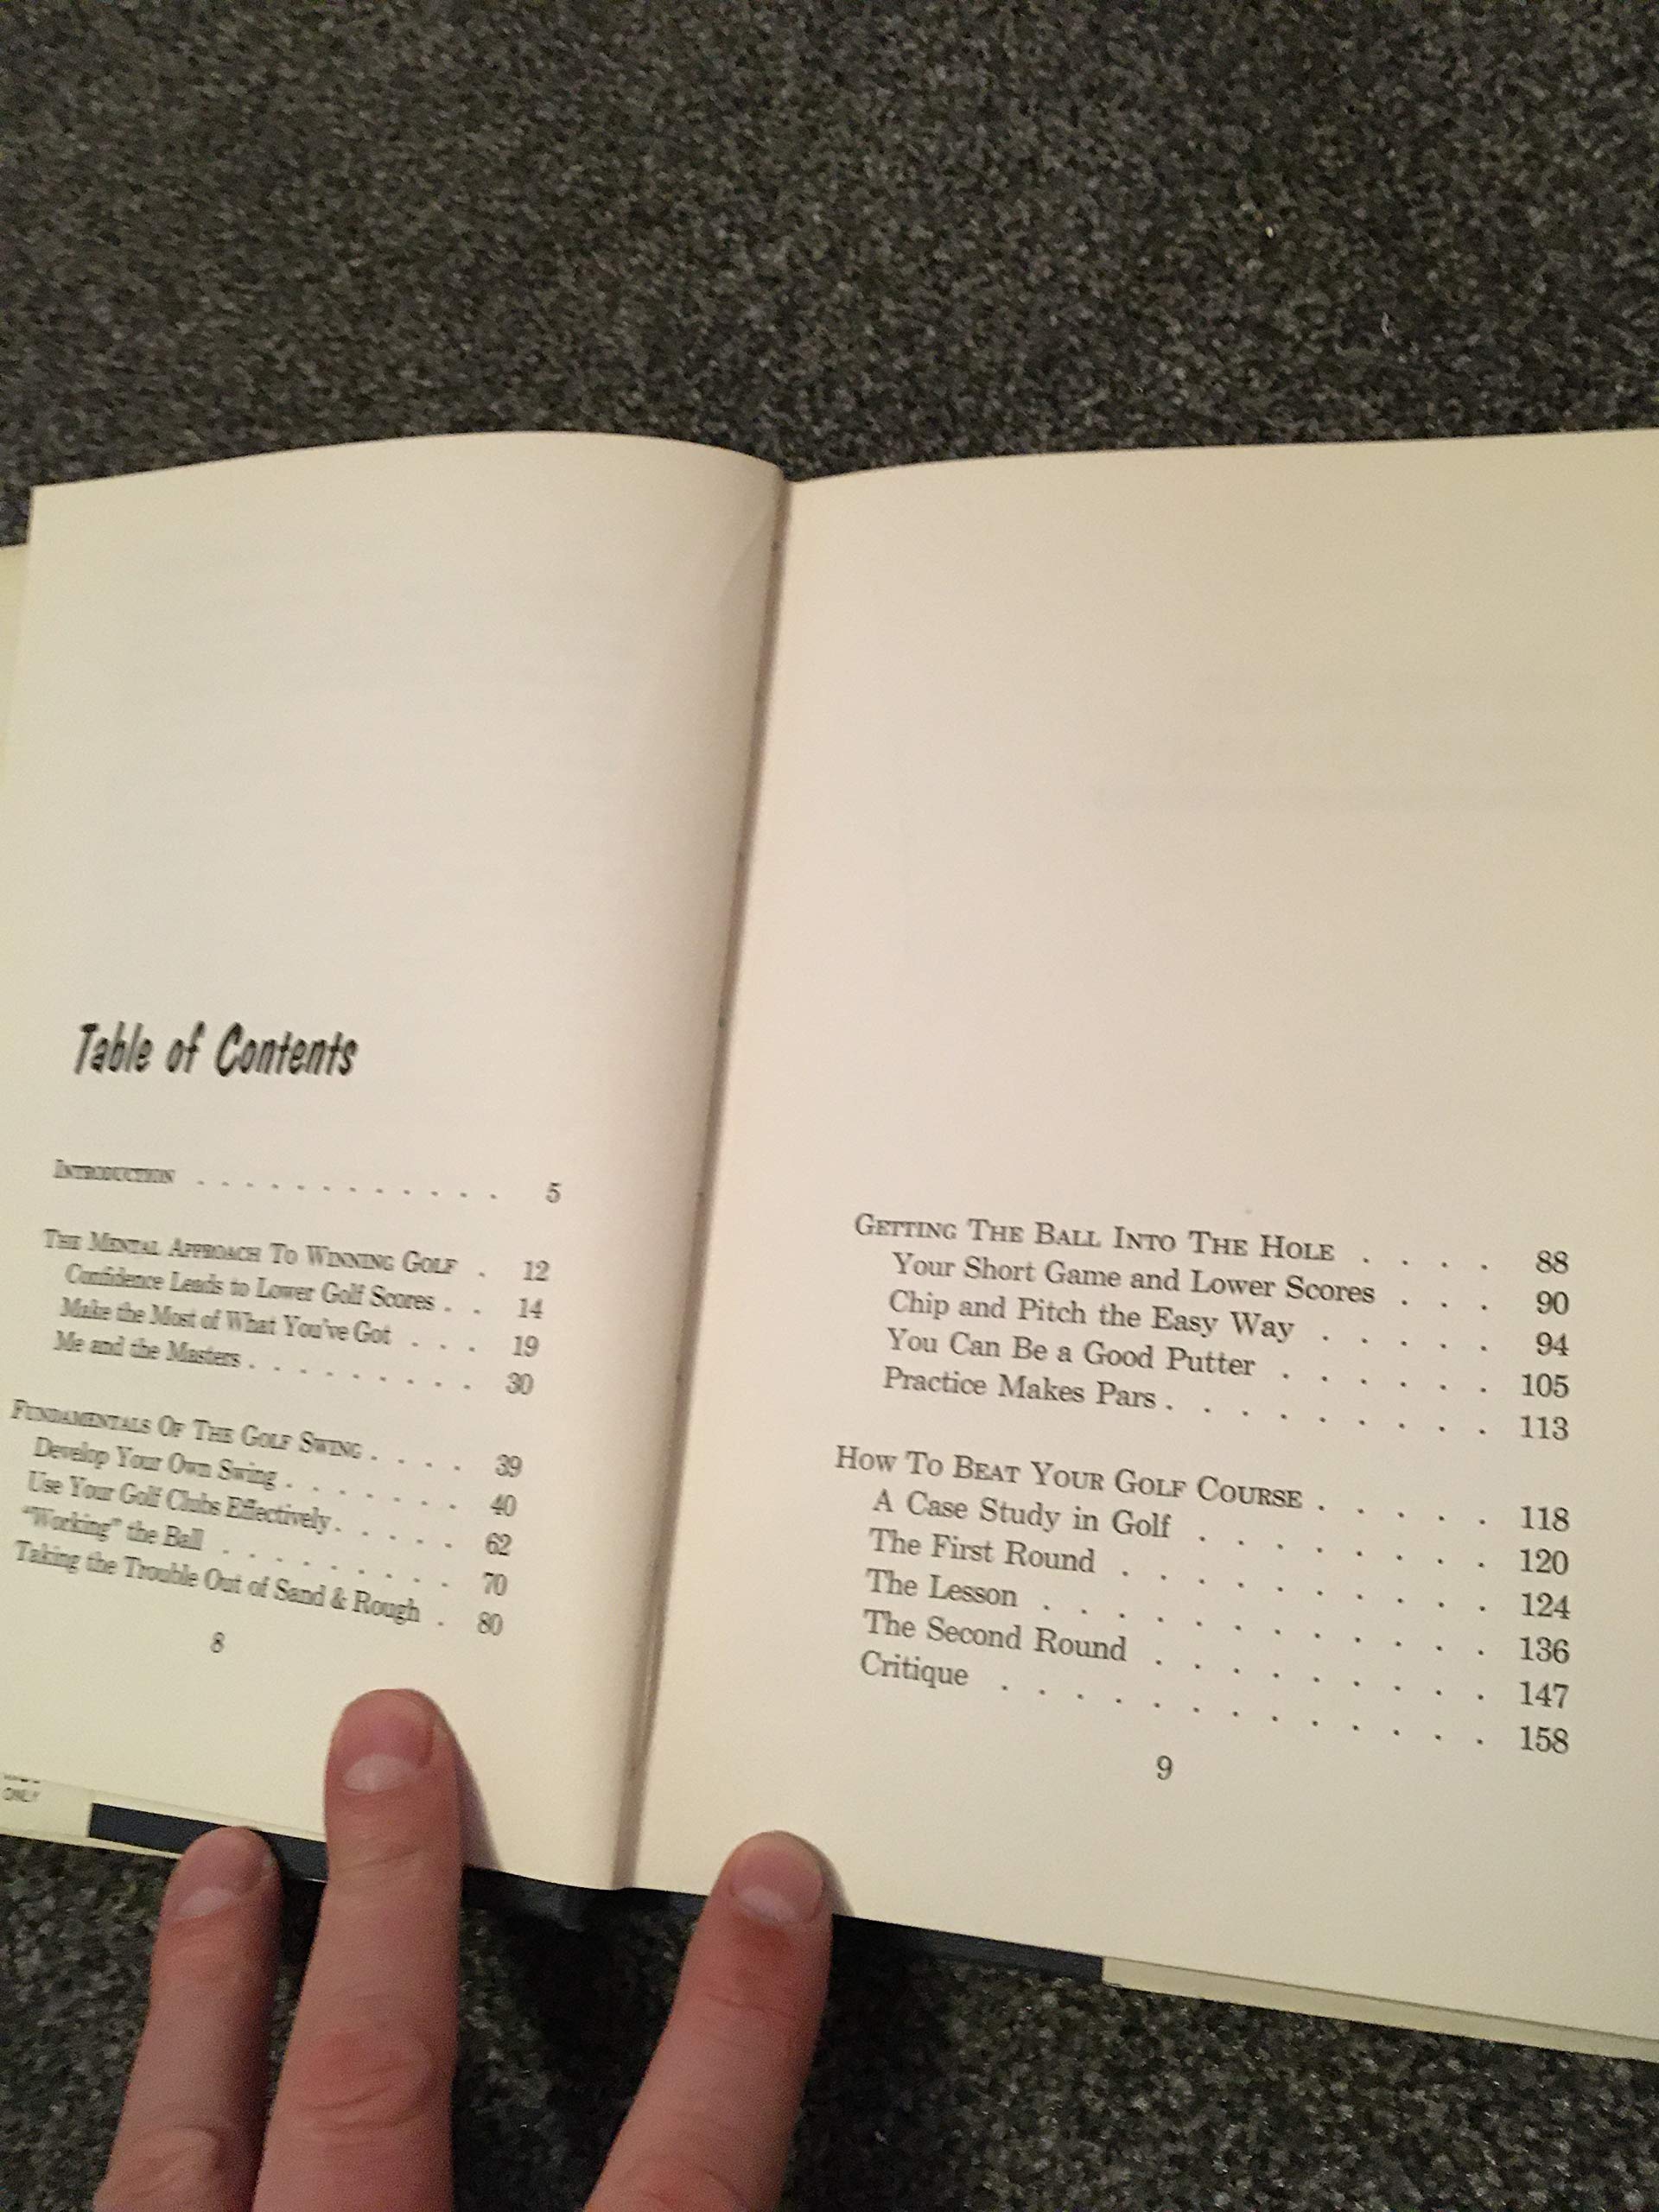 Table of Contents
INTRODUCTION . . . . . . . . . . . . 5
THE MENTAL APPROACH TO WINNING GOLF . 12
Confidence Leads to Lower Golf Scores . . 14
Make the Most of What You've Got . . . 19
Me and the Masters . . . . . . . . . 30
FUNDAMENTALS OF THE GOLF SWING . . . . 39
Develop Your Own Swing . . . . . . . 40
Use Your Golf Clubs Effectively . . . . . 62
"Working" the Ball . . . . . . . . 70
Taking the Trouble Out of Sand & Rough . 80
8
ONLY
GETTING THE BALL INTO THE HOLE . . . . 88
Your Short Game and Lower Scores . . . 90
Chip and Pitch the Easy Way . . . . . 94
You Can Be a Good Putter . . . . . . 105
Practice Makes Pars . . . . . . . . . 113
HOW TO BEAT YOUR GOLF COURSE . . . . . 118
A Case Study in Golf . . . . . . . . 120
The First Round . . . . . . . . . . 124
The Lesson . . . . . . . . . . . . 136
The Second Round . . . . . . . . . 147
Critique . . . . . . . . . . . . . 158
9